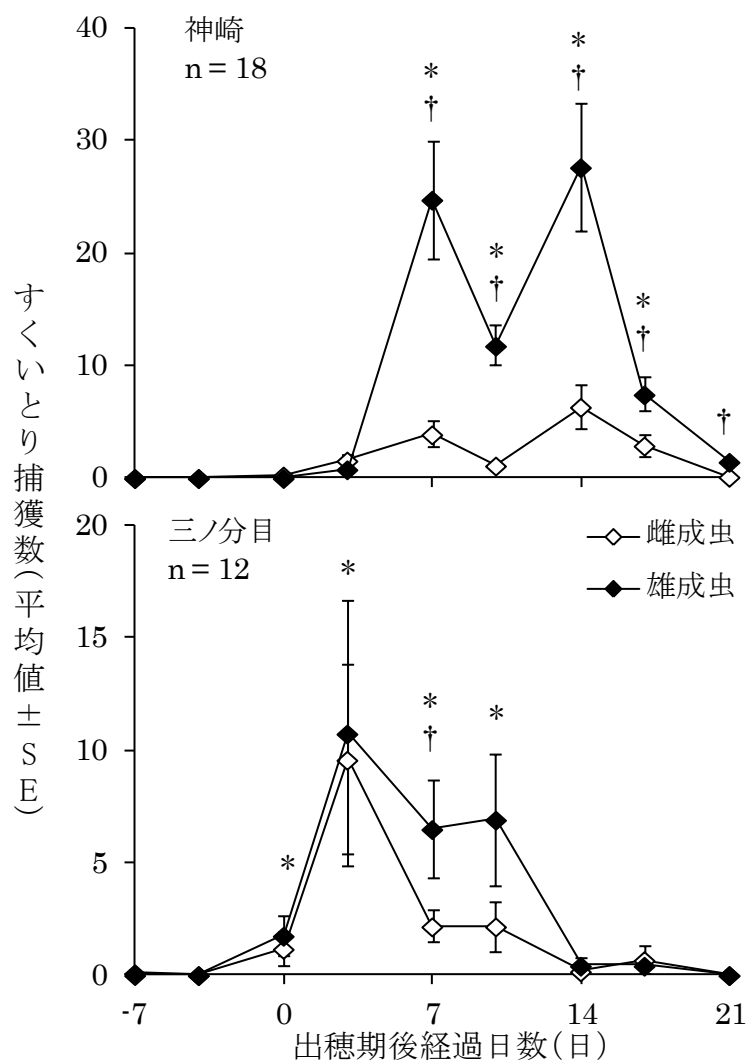 神崎
n = 18
40
30
20
10
0
*
†
*
†
*
†
*
†
†
すくいとり捕獲数(平均値±SE)
三ノ分目
n = 12
雌成虫
雄成虫
20
15
10
5
0
*
*
*
†
*
-7 0 7 14 21
出穂期後経過日数(日)